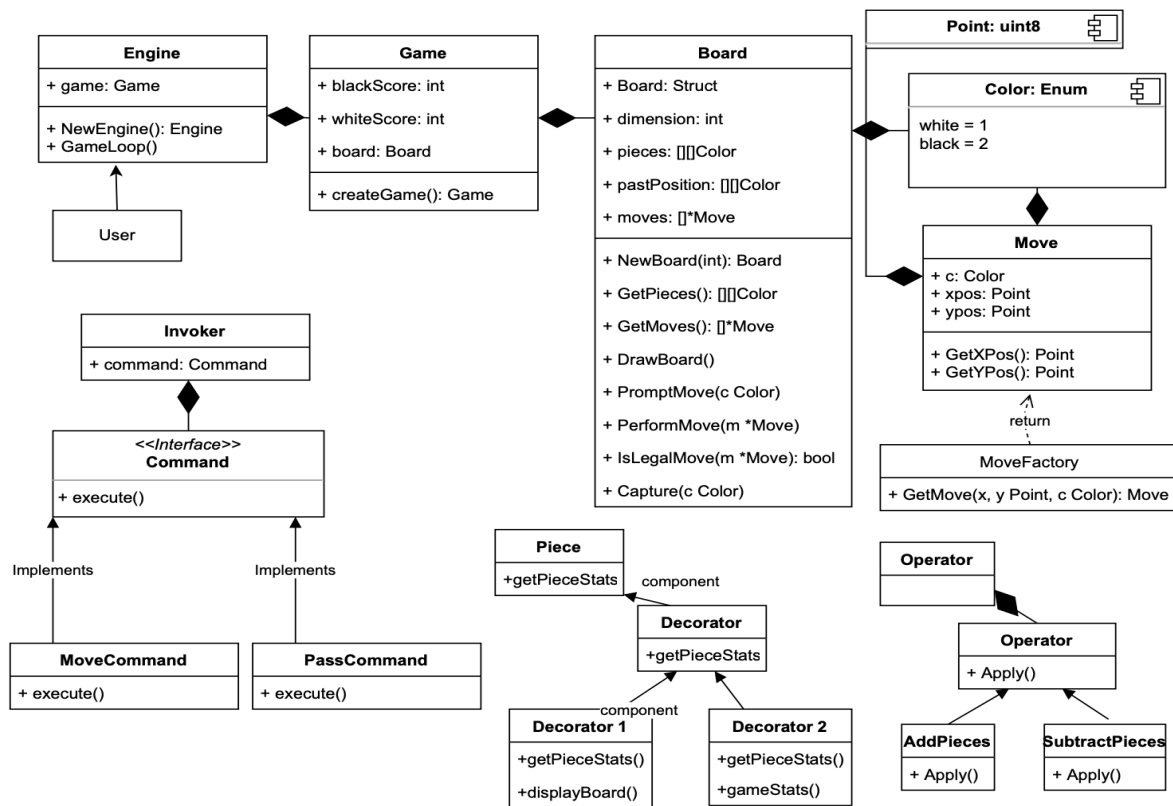 Engine
+ game: Game
+ NewEngine(): Engine
+ GameLoop()
User
Game
+ blackScore: int
+ whiteScore: int
+ board: Board
+ createGame(): Game
Board
+ Board: Struct
+ dimension: int
+ pieces: [][]Color
+ pastPosition: [][]Color
+ moves: []*Move
+ NewBoard(int): Board
+ GetPieces(): [][]Color
+ GetMoves(): []*Move
+ DrawBoard()
+ PromptMove(c Color)
+ PerformMove(m *Move)
+ IsLegalMove(m *Move): bool
+ Capture(c Color)
Point: uint8
Color: Enum
white = 1
black = 2
Move
+ c: Color
+ xpos: Point
+ ypos: Point
+ GetXPos(): Point
+ GetYPos(): Point
return
MoveFactory
+ GetMove(x, y Point, c Color): Move
Invoker
+ command: Command
<<Interface>>
Command
+ execute()
Implements
Implements
MoveCommand
+ execute()
PassCommand
+ execute()
Piece
+getPieceStats
component
Decorator
+getPieceStats
component
Decorator 1
+getPieceStats()
+displayBoard()
Decorator 2
+getPieceStats()
+gameStats()
Operator
Operator
+ Apply()
AddPieces
+ Apply()
SubtractPieces
+ Apply()